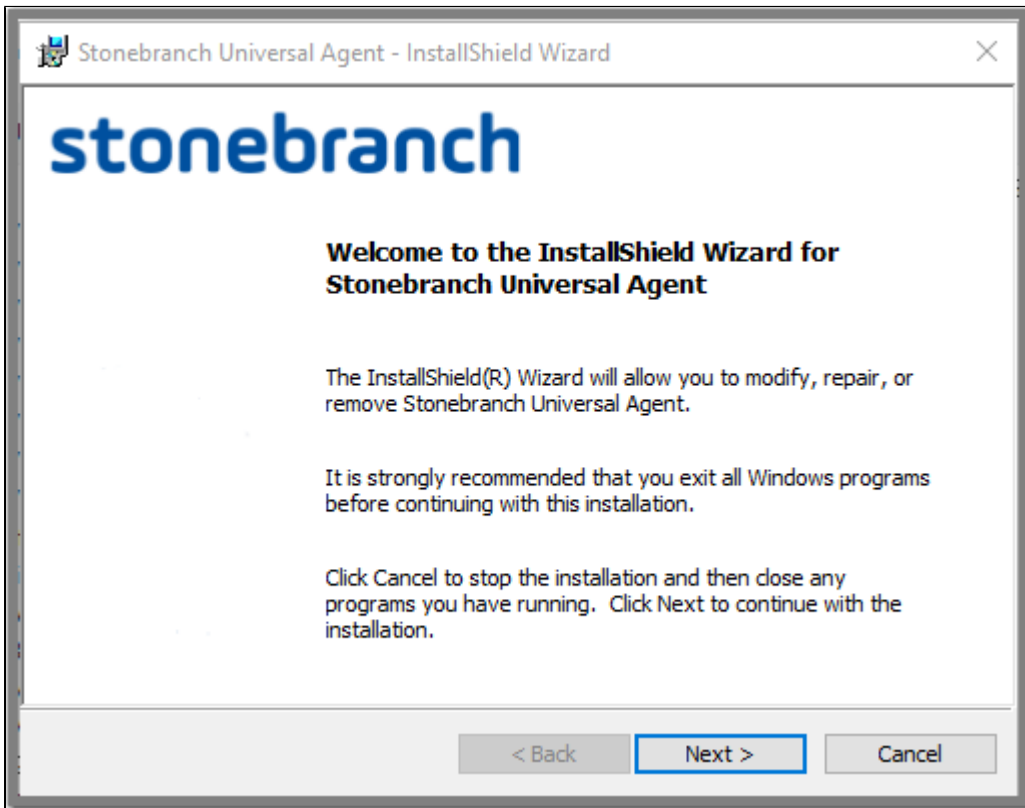 Stonebranch Universal Agent - InstallShield Wizard
stonebranch
Welcome to the InstallShield Wizard for
Stonebranch Universal Agent
The InstallShield(R) Wizard will allow you to modify, repair, or
remove Stonebranch Universal Agent.
It is strongly recommended that you exit all Windows programs
before continuing with this installation.
Click Cancel to stop the installation and then close any
programs you have running.  Click Next to continue with the
installation.
< Back
Next >
Cancel